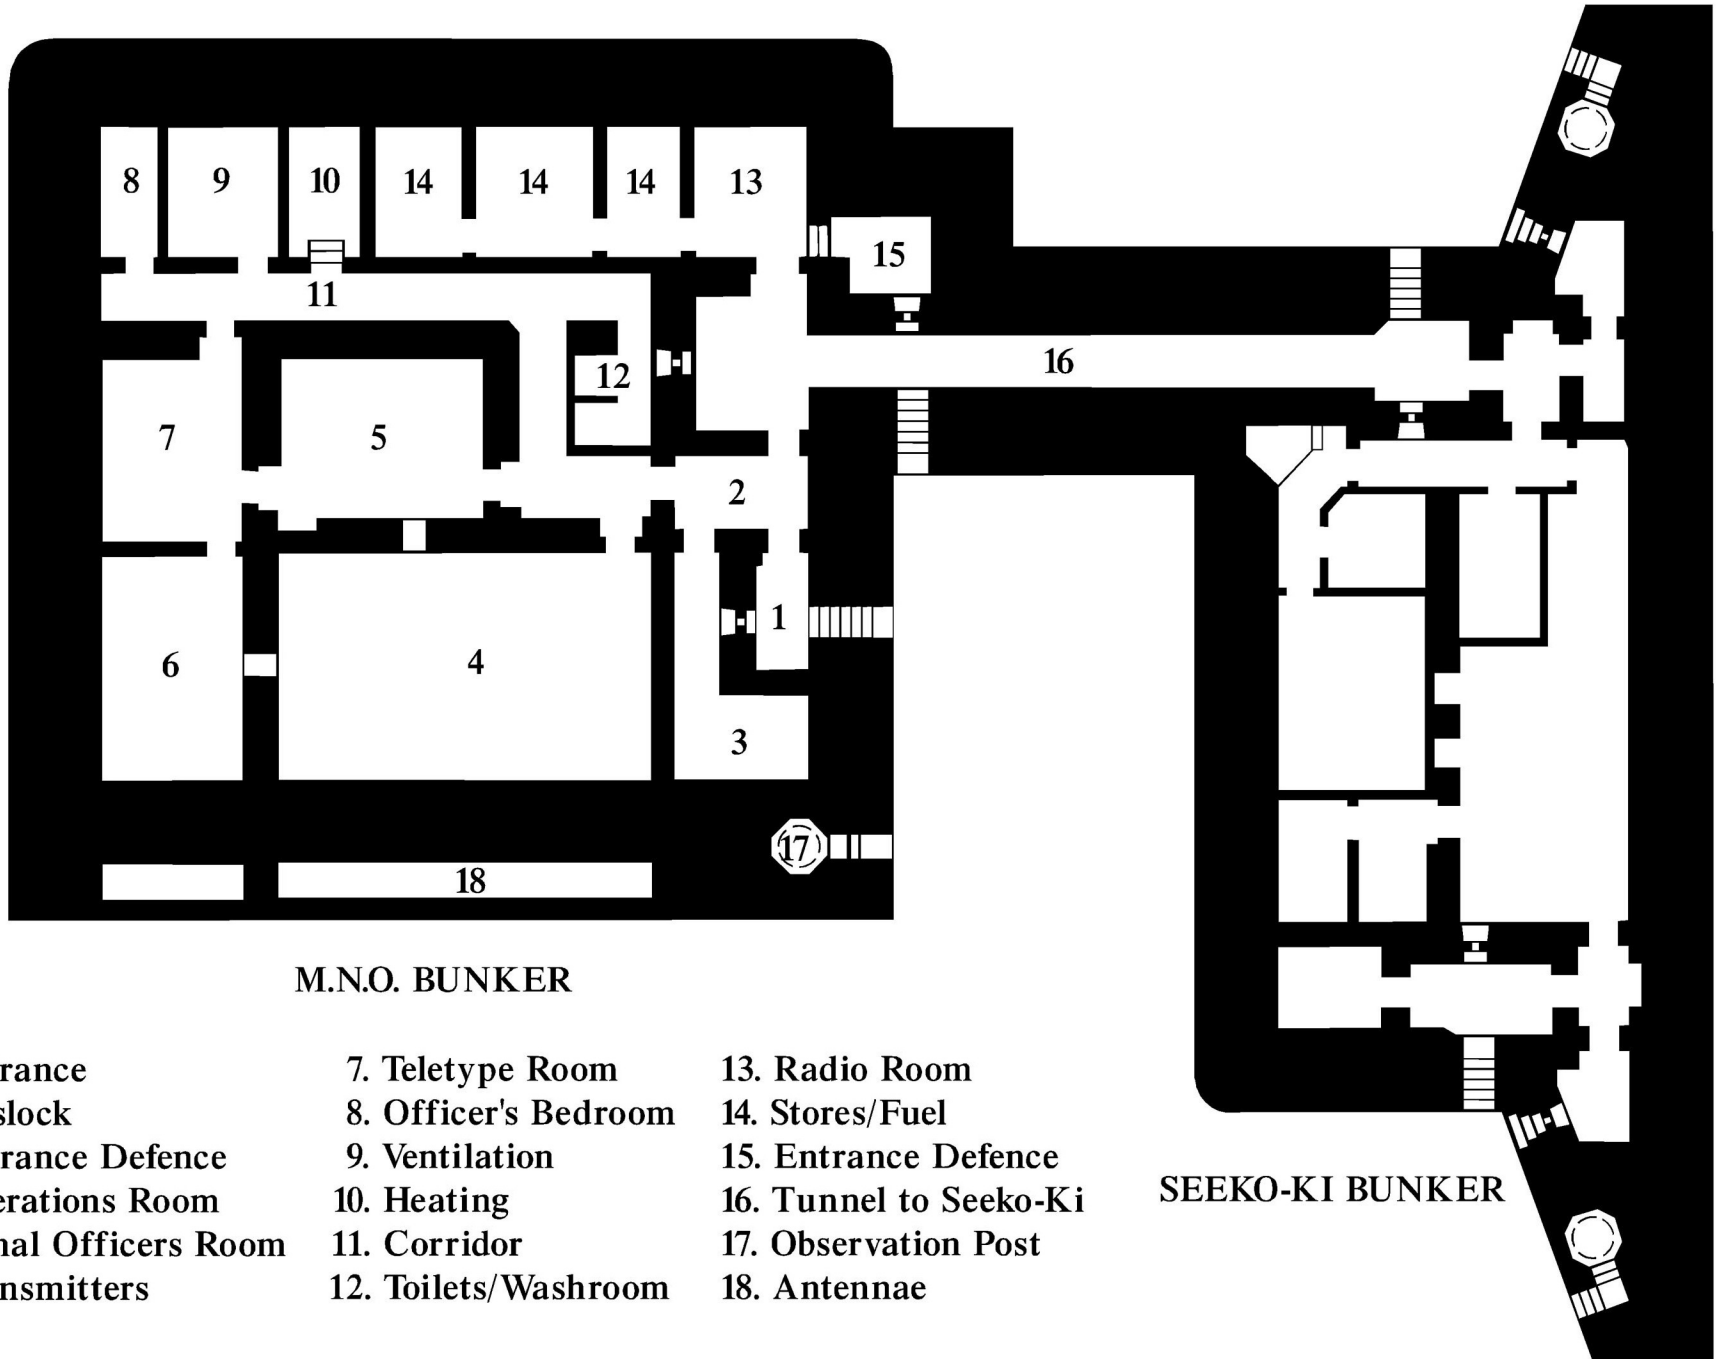 8 9 10 14 14 14 13
15
11
16
12
7 5
2
1
6 4
3
17
18
M.N.O. BUNKER
SEEKO-KI BUNKER
rance
slock
rance Defence
erations Room
nal Officers Room
nsmitters
7. Teletype Room
8. Officer's Bedroom
9. Ventilation
10. Heating
11. Corridor
12. Toilets/Washroom
13. Radio Room
14. Stores/Fuel
15. Entrance Defence
16. Tunnel to Seeko-Ki
17. Observation Post
18. Antennae